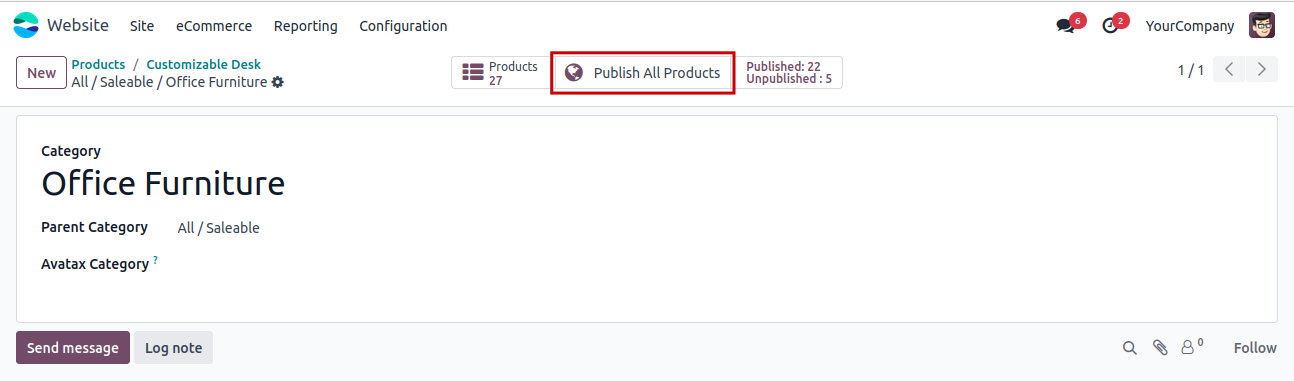 Website Site eCommerce Reporting Configuration 6 2 YourCompany
New
Products / Customizable Desk
All / Saleable / Office Furniture
Products
27
Publish All Products
Published: 22
Unpublished : 5
1 / 1
Category
Office Furniture
Parent Category All / Saleable
Avatax Category ?
Send message Log note 0 Follow